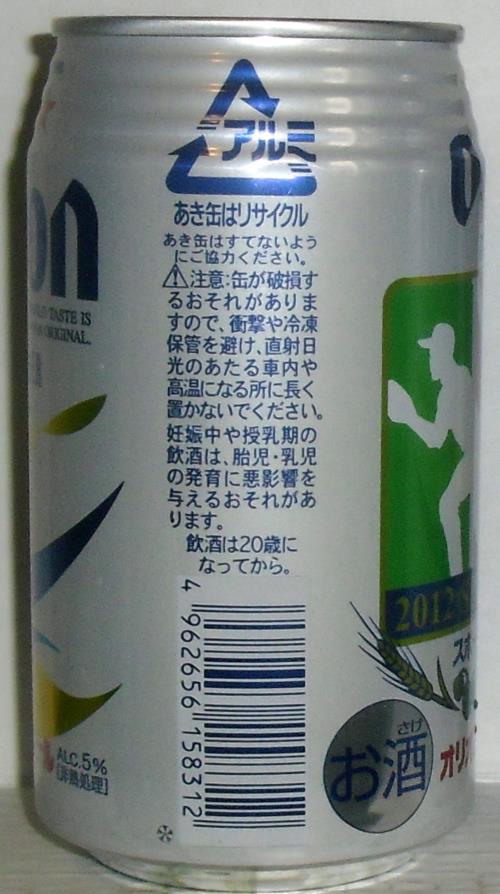 アルミ
あき缶はリサイクル
あき缶はすてないよう
にご協力ください。
注意:缶が破損す
るおそれがありま
すので、衝撃や冷凍
保管を避け、直射日
光のあたる車内や
高温になる所に長く
置かないでください。
妊娠中や授乳期の
飲酒は、胎児・乳児
の発育に悪影響を
与えるおそれがあ
ります。
飲酒は20歳に
なってから。
4 962656 158312
on
TASTE IS
ORIGINAL.
ALC.5%
[非熱処理]
2012
さけ
お酒
オリ